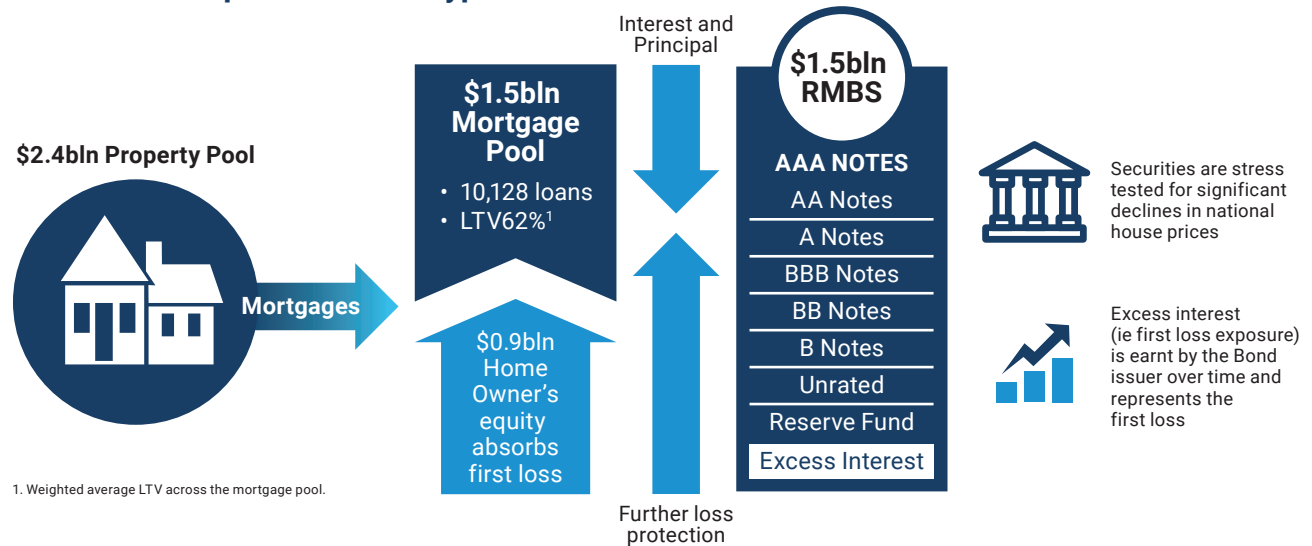 $2.4bln Property Pool
Mortgages
$1.5bln
Mortgage
Pool
• 10,128 loans
• LTV62%1
$0.9bln
Home
Owner's
equity
absorbs
first loss
Interest and
Principal
Further loss
protection
$1.5bln
RMBS
AAA NOTES
AA Notes
A Notes
BBB Notes
BB Notes
B Notes
Unrated
Reserve Fund
Excess Interest
Securities are stress
tested for significant
declines in national
house prices
Excess interest
(ie first loss exposure)
is earnt by the Bond
issuer over time and
represents the
first loss
1. Weighted average LTV across the mortgage pool.